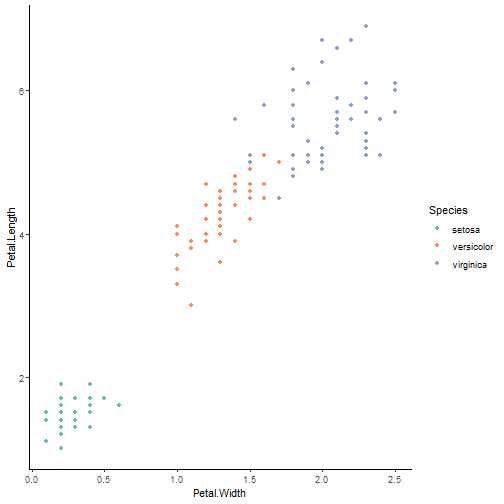 Petal.Length
6
4
2
0.0 0.5 1.0 1.5 2.0 2.5
Petal.Width
Species
setosa
versicolor
virginica